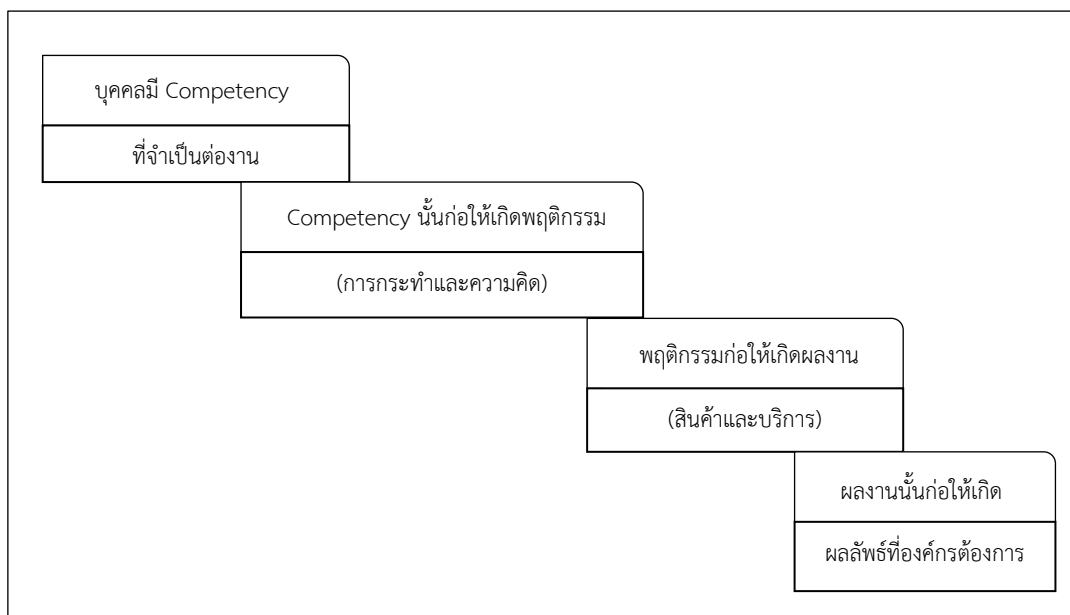 บุคคลมี Competency
ที่จำเป็นต่องาน
Competency นั้นก่อให้เกิดพฤติกรรม
(การกระทำและความคิด)
พฤติกรรมก่อให้เกิดผลงาน
(สินค้าและบริการ)
ผลงานนั้นก่อให้เกิด
ผลลัพธ์ที่องค์กรต้องการ